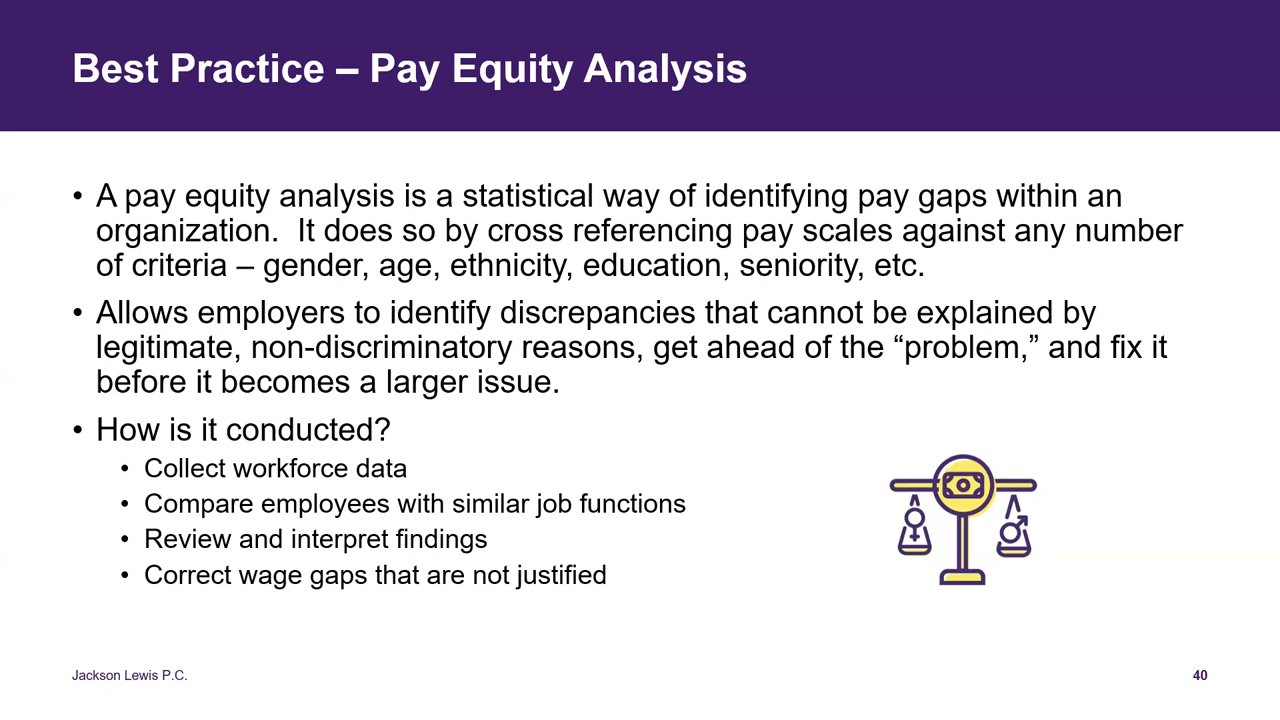 Best Practice – Pay Equity Analysis
• A pay equity analysis is a statistical way of identifying pay gaps within an
organization.  It does so by cross referencing pay scales against any number
of criteria – gender, age, ethnicity, education, seniority, etc.
• Allows employers to identify discrepancies that cannot be explained by
legitimate, non-discriminatory reasons, get ahead of the “problem,” and fix it
before it becomes a larger issue.
• How is it conducted?
• Collect workforce data
• Compare employees with similar job functions
• Review and interpret findings
• Correct wage gaps that are not justified
Jackson Lewis P.C.
40